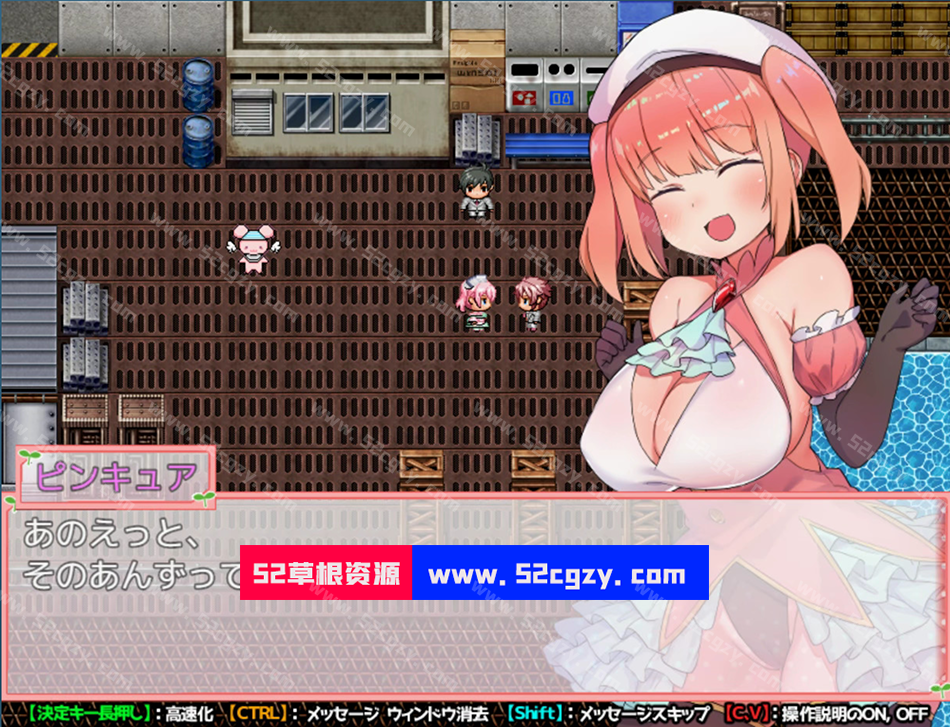 ピンキュア
あのえっと、
そのあんずって
52草根资源 www.52cgzy.com
【決定キー長押し】：高速化 【CTRL】：メッセージ ウィンドウ消去 【Shift】：メッセージスキップ 【C,V】：操作説明のON, OFF